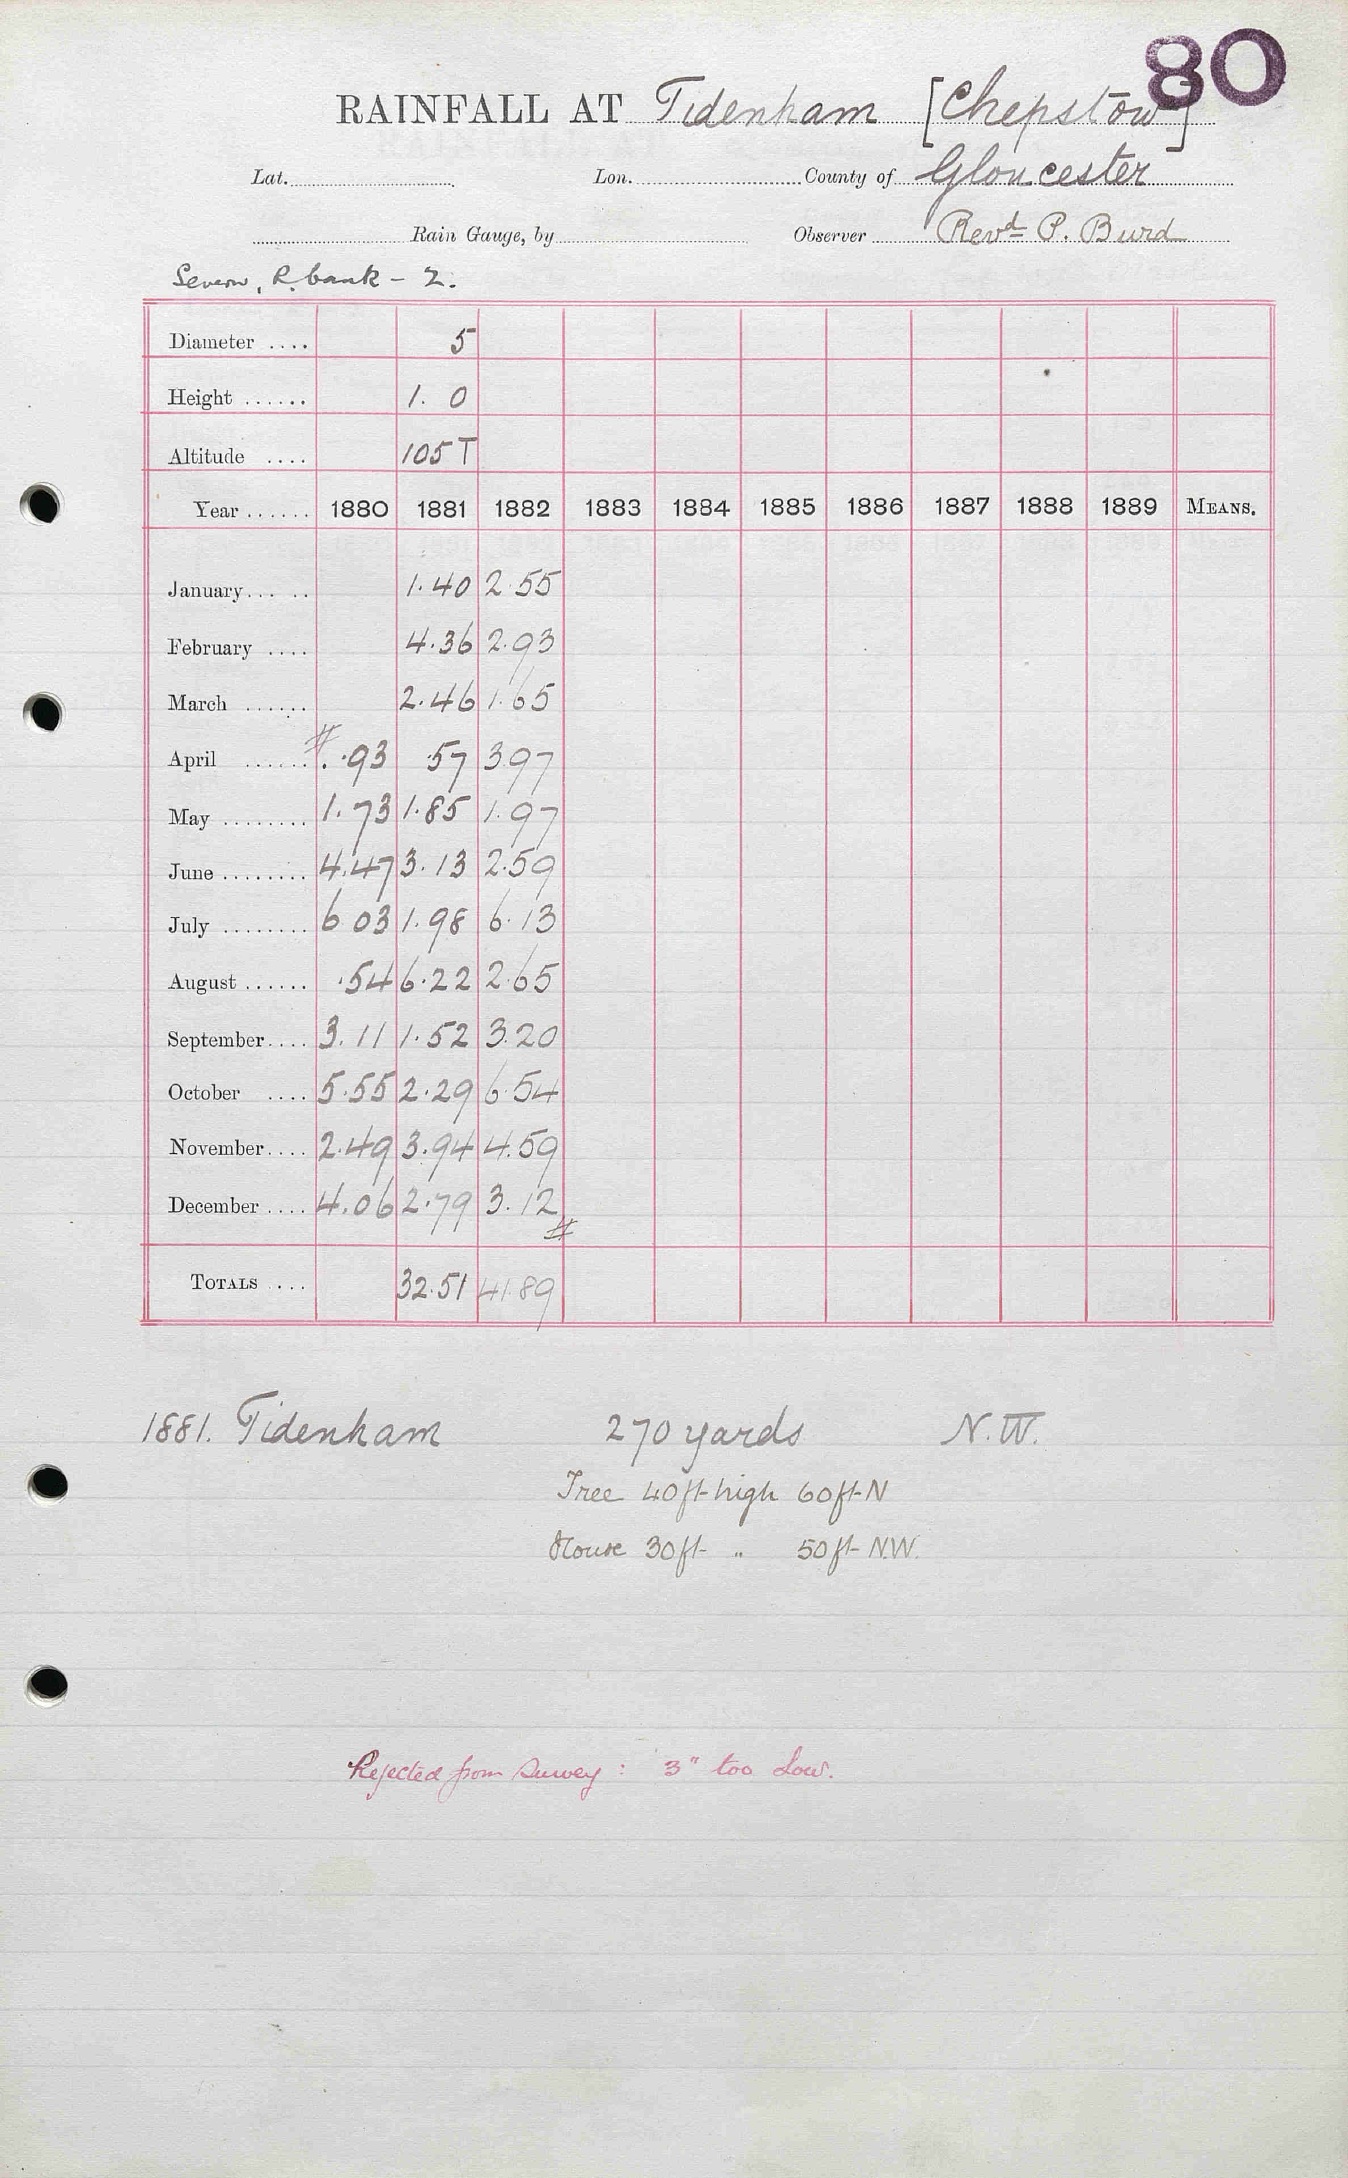 80
RAINFALL AT Tidenham [Chepstow]
Lat. Lon. County of Gloucester
Rain Gauge, by Observer Revd P. Burd
Severn, R. bank - 2.
Diameter .... 5
Height ...... 1. 0
Altitude .... 105 T
Year ...... 1880 1881 1882 1883 1884 1885 1886 1887 1888 1889 MEANS.
January... .. 1.40 2.55
February .... 4.36 2.93
March ...... 2.46 1.65
April ...... # .93 .57 3.97
May ........ 1.73 1.85 1.97
June ........ 4.47 3.13 2.59
July ........ 6.03 1.98 6.13
August ...... .54 6.22 2.65
September.... 3.11 1.52 3.20
October .... 5.55 2.29 6.54
November.... 2.49 3.94 4.59
December .... 4.06 2.79 3.12 #
TOTALS .... 32.51 41.89
1881. Tidenham 270 yards N.W.
Tree 40ft high 60ft N
House 30ft „ 50ft N.W.
Rejected from Survey : 3" too Low.